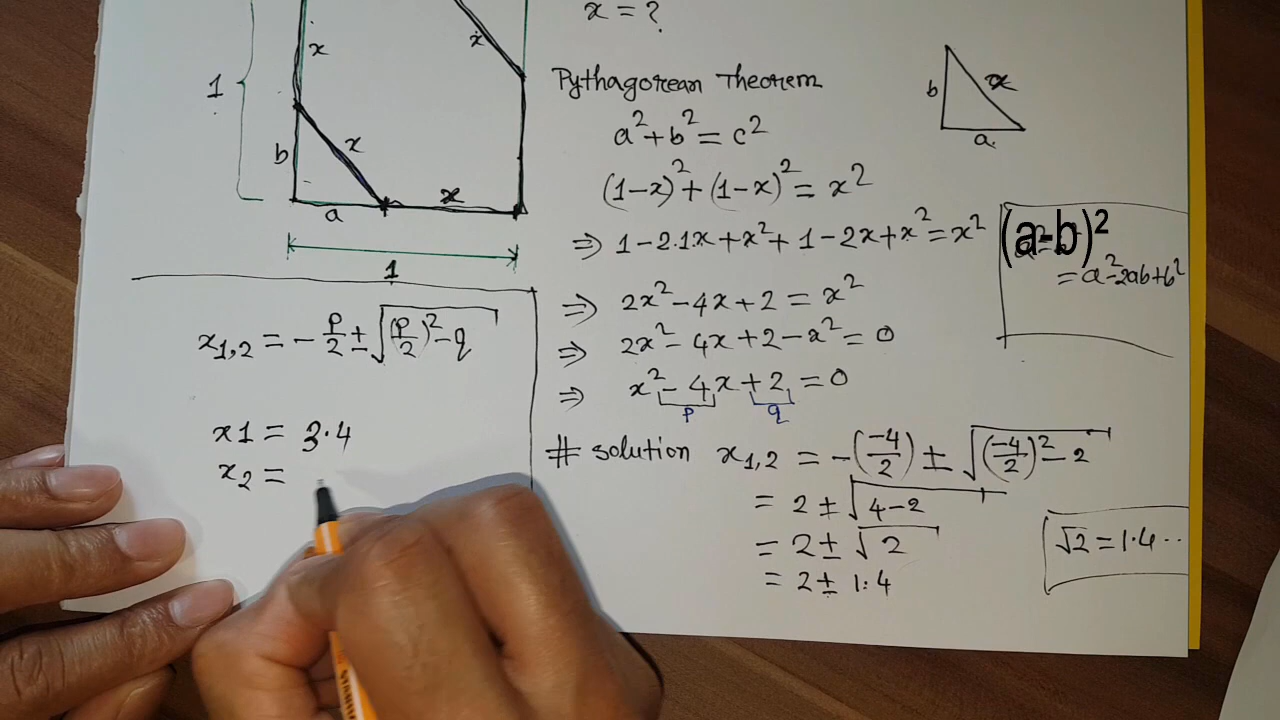 x = ?
x
x
1
Pythagorean Theorem
b
x
a² + b² = c²
a.
b
x
x
a
(1-x)² + (1-x)² = x²
⇒ 1-2.1x+x²+ 1-2x+x² = x²
(a-b)²
= a²-2ab+b²
1
⇒ 2x²-4x+2 = x²
x1,2 = -p/2 ± √(p/2)²-q
⇒ 2x²-4x+2-x² = 0
⇒ x²-4x+2 = 0
p
q
x1 = 3.4
x2 =
# solution x1,2 = -(-4/2) ± √(-4/2)²-2
= 2 ± √4-2
= 2 ± √2
√2 = 1.4..
= 2 ± 1.4